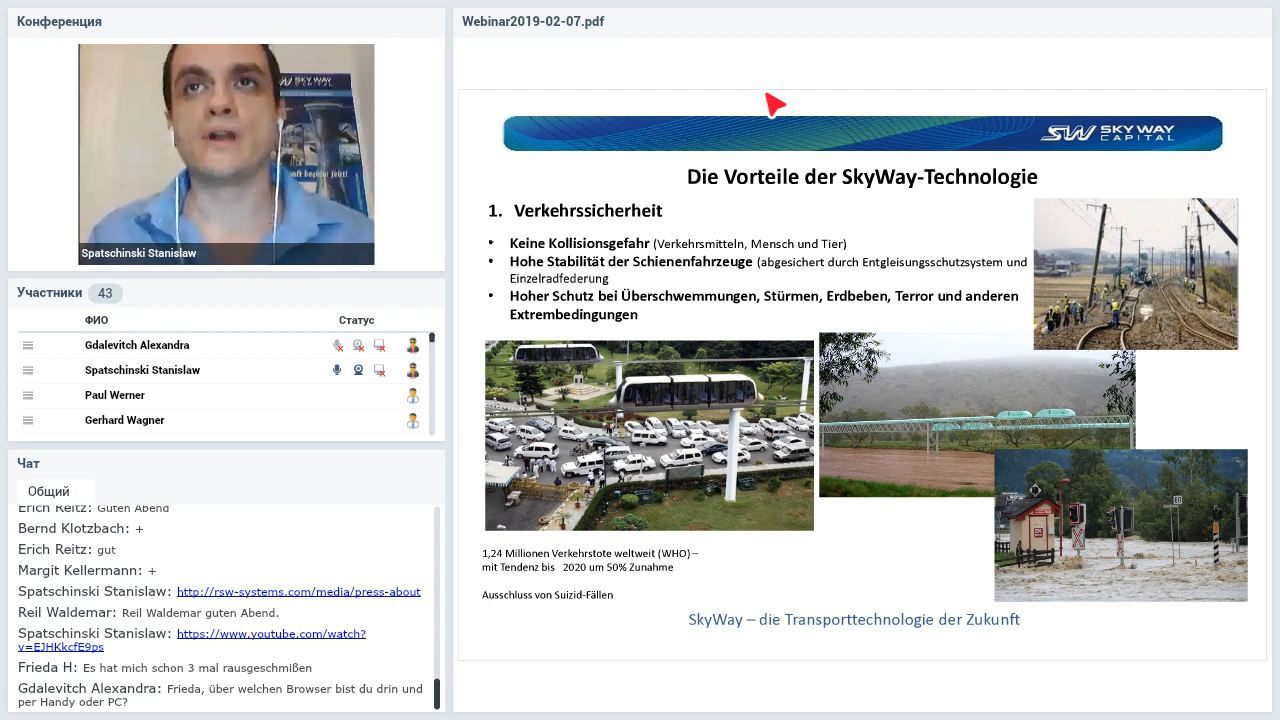 Конференция
SKY WAY
CAPITAL
Spatschinski Stanislaw
Участники 43
ФИО Статус
Gdalevitch Alexandra
Spatschinski Stanislaw
Paul Werner
Gerhard Wagner
Чат
Общий
Erich Reitz: Guten Abend
Bernd Klotzbach: +
Erich Reitz: gut
Margit Kellermann: +
Spatschinski Stanislaw: http://rsw-systems.com/media/press-about
Reil Waldemar: Reil Waldemar guten Abend.
Spatschinski Stanislaw: https://www.youtube.com/watch?
v=EJHKkcfE9ps
Frieda H: Es hat mich schon 3 mal rausgeschmißen
Gdalevitch Alexandra: Frieda, über welchen Browser bist du drin und
per Handy oder PC?
Webinar2019-02-07.pdf
SW SKY WAY
CAPITAL
Die Vorteile der SkyWay-Technologie
1. Verkehrssicherheit
• Keine Kollisionsgefahr (Verkehrsmitteln, Mensch und Tier)
• Hohe Stabilität der Schienenfahrzeuge (abgesichert durch Entgleisungsschutzsystem und
Einzelradfederung
• Hoher Schutz bei Überschwemmungen, Stürmen, Erdbeben, Terror und anderen
Extrembedingungen
1,24 Millionen Verkehrstote weltweit (WHO) –
mit Tendenz bis 2020 um 50% Zunahme
Ausschluss von Suizid-Fällen
SkyWay – die Transporttechnologie der Zukunft